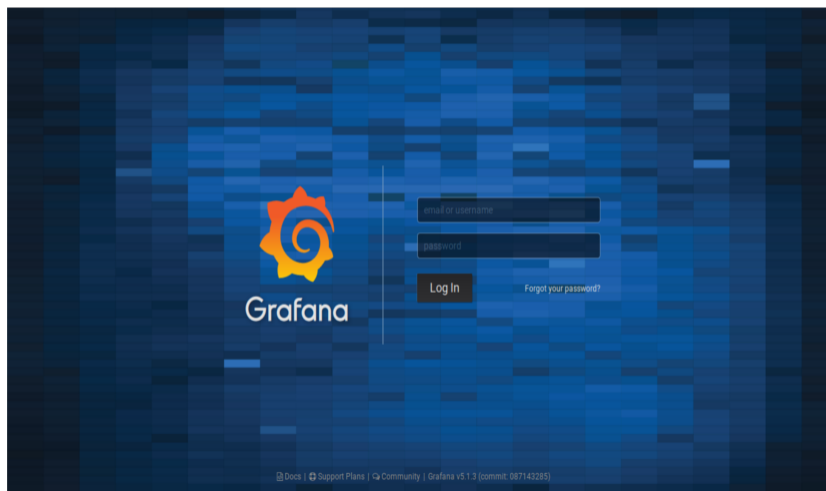 email or username
password
Log In
Forgot your password?
Grafana
Docs | Support Plans | Community | Grafana v5.1.3 (commit: 087143285)